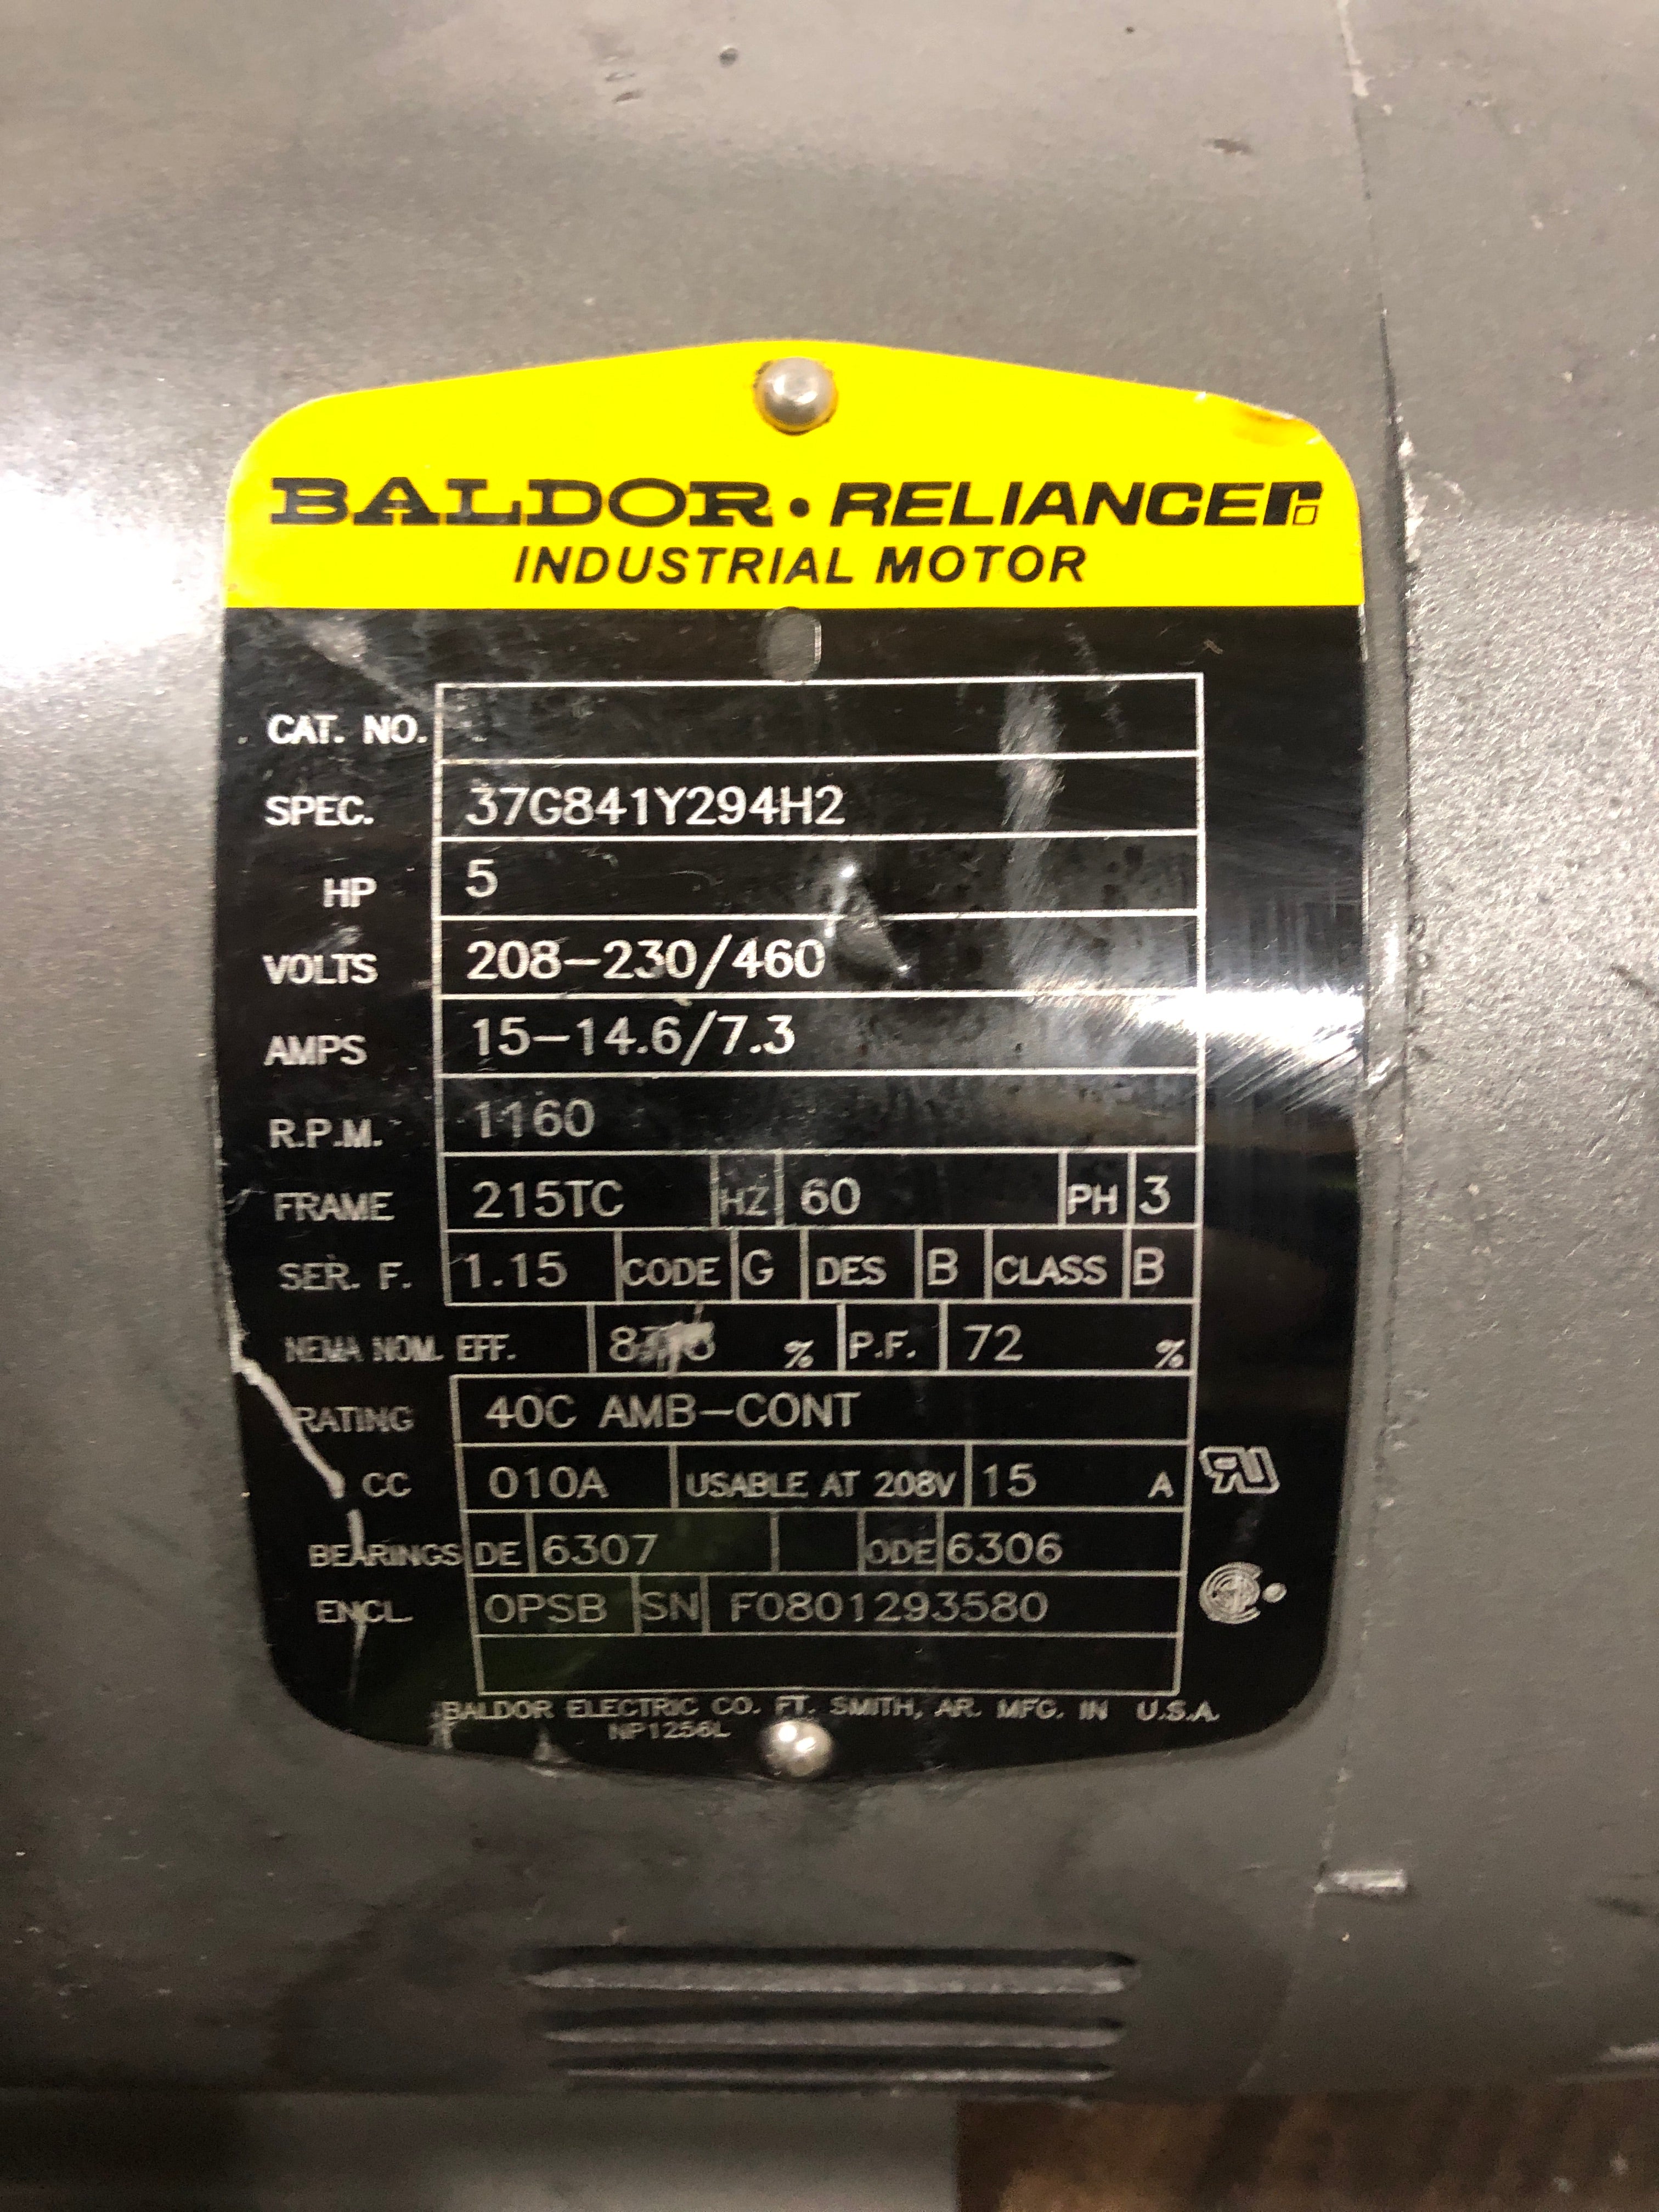 BALDOR • RELIANCER
INDUSTRIAL MOTOR
CAT. NO.
SPEC. 37G841Y294H2
HP 5
VOLTS 208-230/460
AMPS 15-14.6/7.3
R.P.M. 1160
FRAME 215TC HZ 60 PH 3
SER. F. 1.15 CODE G DES B CLASS B
NEMA NOM. EFF. % P.F. 72 %
RATING 40C AMB-CONT
CC 010A USABLE AT 208V 15 A
BEARINGS DE 6307 ODE 6306
ENCL. OPSB SN F0801293580
BALDOR ELECTRIC CO. FT. SMITH, AR. MFG. IN U.S.A.
NP1256L